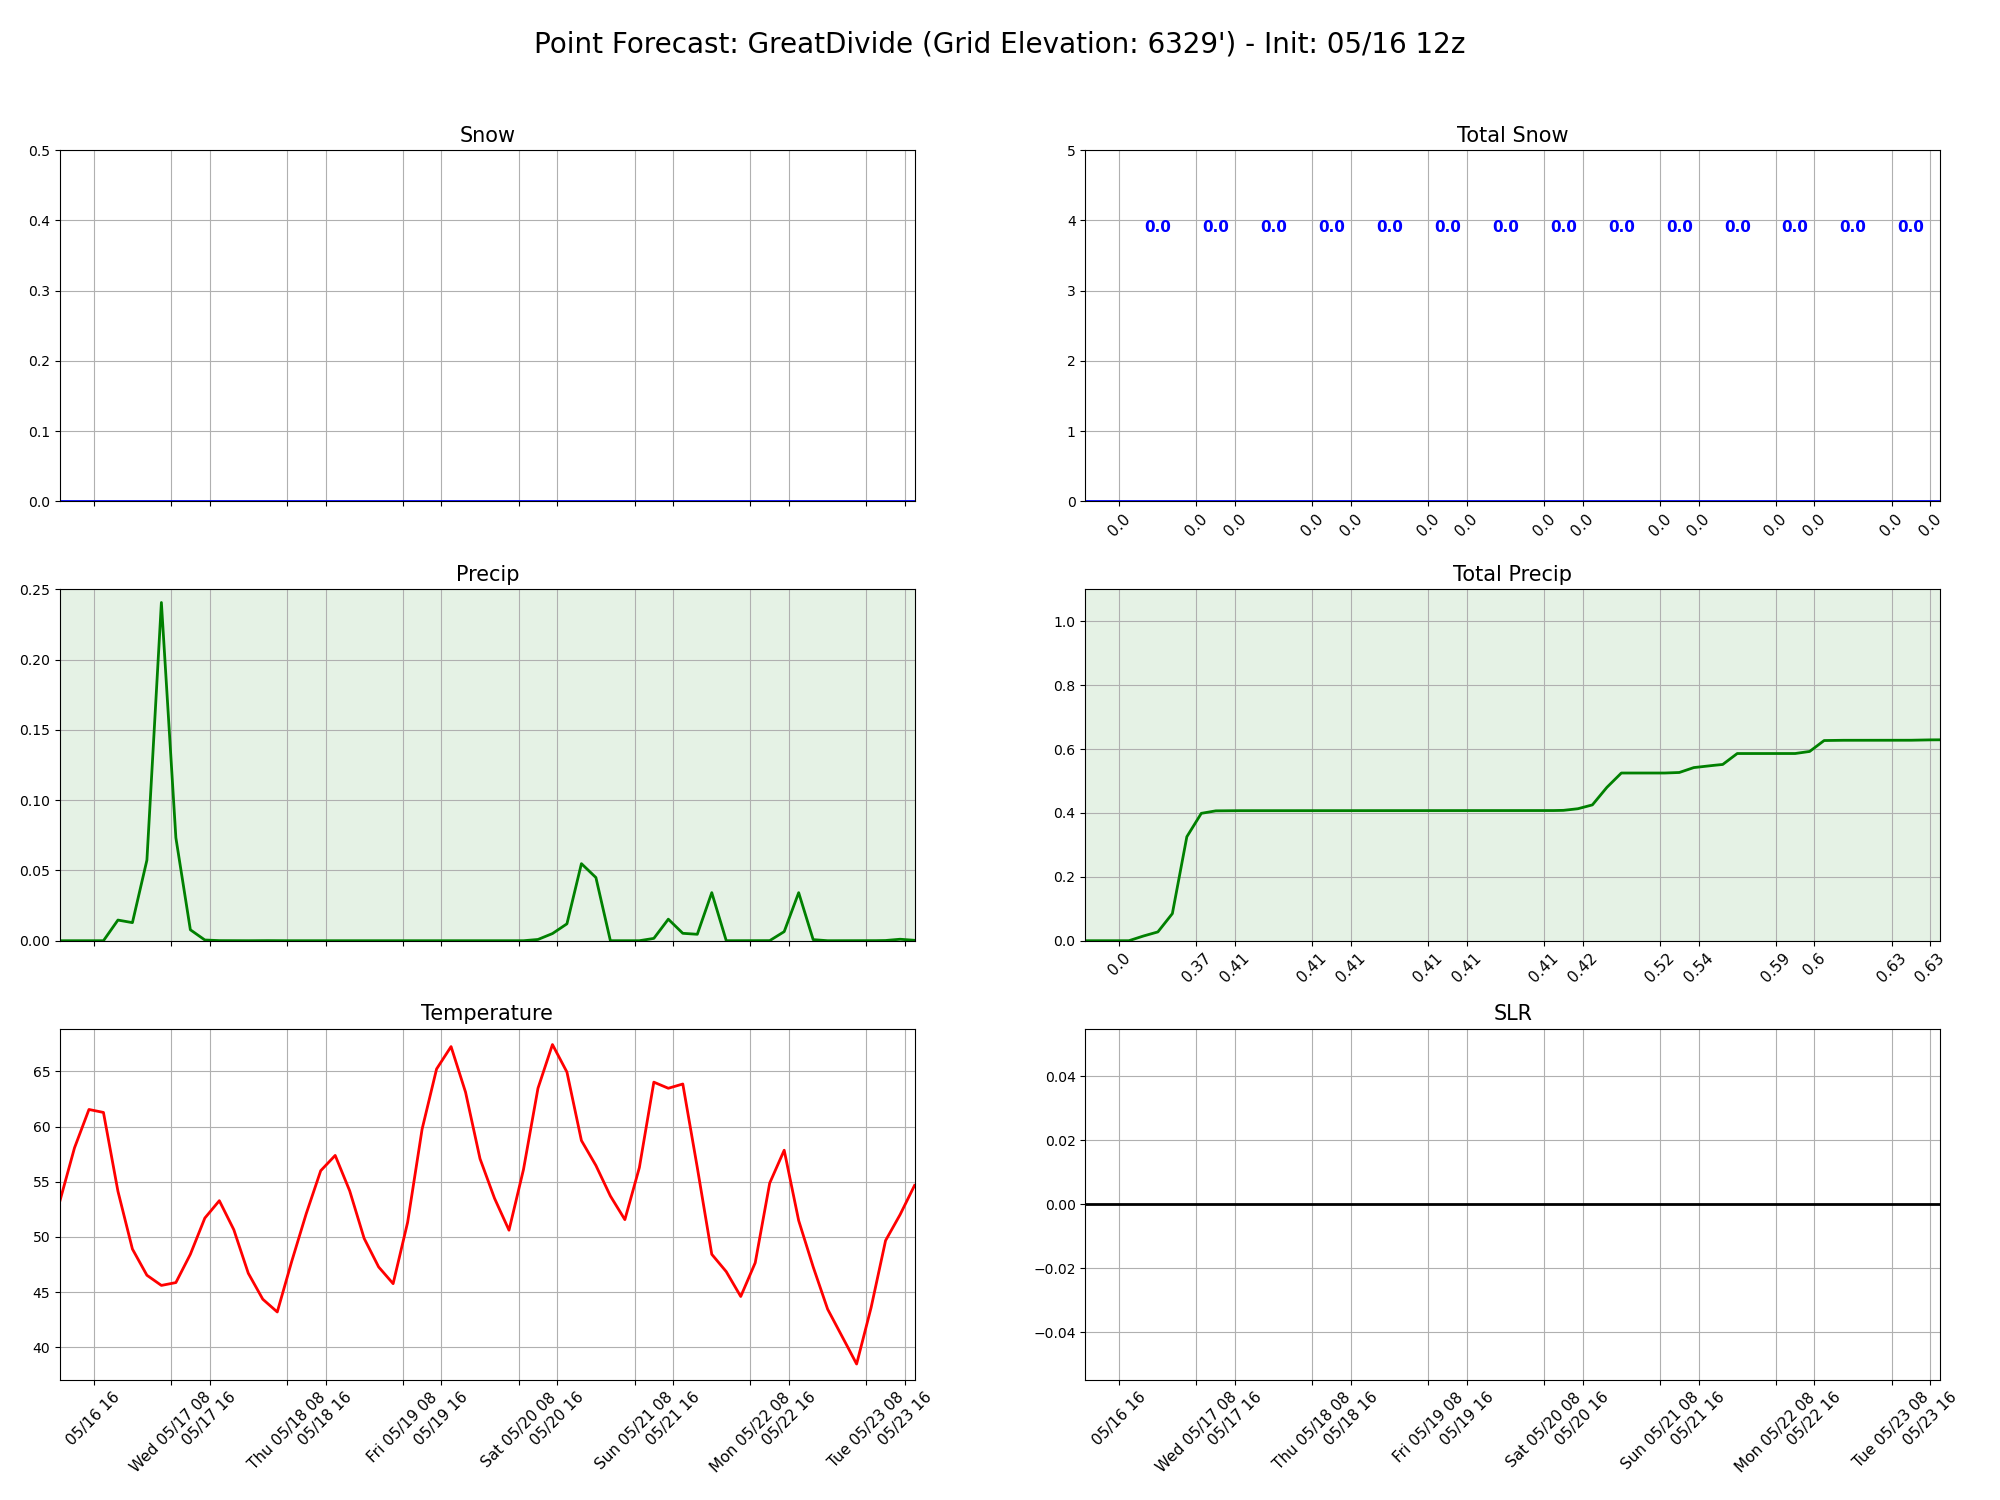 Point Forecast: GreatDivide (Grid Elevation: 6329') - Init: 05/16 12z
Snow
0.5
0.4
0.3
0.2
0.1
0.0
Total Snow
5
4
3
2
1
0
0.0 0.0 0.0 0.0 0.0 0.0 0.0 0.0 0.0 0.0 0.0 0.0 0.0 0.0
0.0 0.0 0.0 0.0 0.0 0.0 0.0 0.0 0.0 0.0 0.0 0.0 0.0 0.0 0.0
Precip
0.25
0.20
0.15
0.10
0.05
0.00
Total Precip
1.0
0.8
0.6
0.4
0.2
0.0
0.0 0.37 0.41 0.41 0.41 0.41 0.41 0.41 0.42 0.52 0.54 0.59 0.6 0.63 0.63
Temperature
65
60
55
50
45
40
05/16 16
Wed 05/17 08
05/17 16
Thu 05/18 08
05/18 16
Fri 05/19 08
05/19 16
Sat 05/20 08
05/20 16
Sun 05/21 08
05/21 16
Mon 05/22 08
05/22 16
Tue 05/23 08
05/23 16
SLR
0.04
0.02
0.00
−0.02
−0.04
05/16 16
Wed 05/17 08
05/17 16
Thu 05/18 08
05/18 16
Fri 05/19 08
05/19 16
Sat 05/20 08
05/20 16
Sun 05/21 08
05/21 16
Mon 05/22 08
05/22 16
Tue 05/23 08
05/23 16